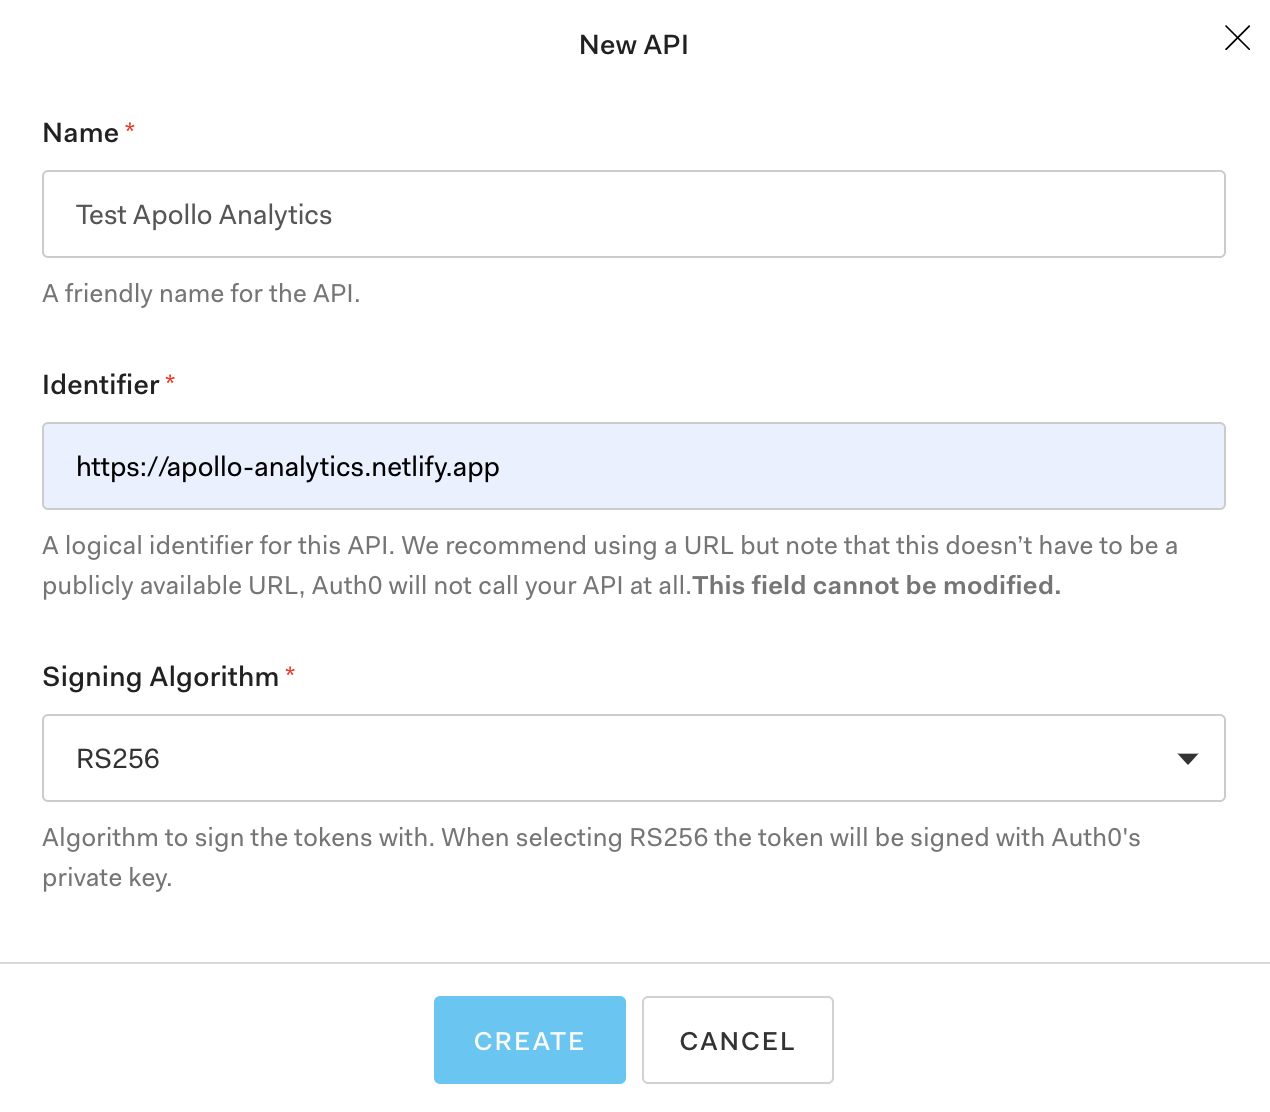 New API
Name *
Test Apollo Analytics
A friendly name for the API.
Identifier *
https://apollo-analytics.netlify.app
A logical identifier for this API. We recommend using a URL but note that this doesn’t have to be a
publicly available URL, Auth0 will not call your API at all.This field cannot be modified.
Signing Algorithm *
RS256
Algorithm to sign the tokens with. When selecting RS256 the token will be signed with Auth0's
private key.
CREATE CANCEL